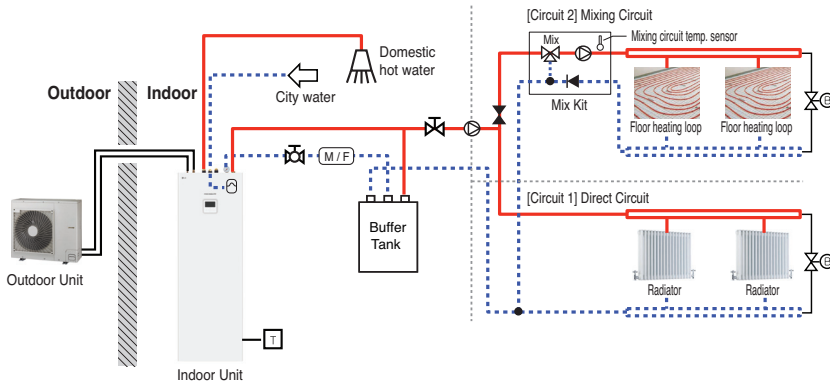 [Circuit 2] Mixing Circuit
Mix
Mixing circuit temp. sensor
Domestic
hot water
City water
Outdoor
Indoor
Mix Kit
Floor heating loop
Floor heating loop
B
M / F
[Circuit 1] Direct Circuit
Buffer
Tank
B
Outdoor Unit
Radiator
Radiator
T
Indoor Unit